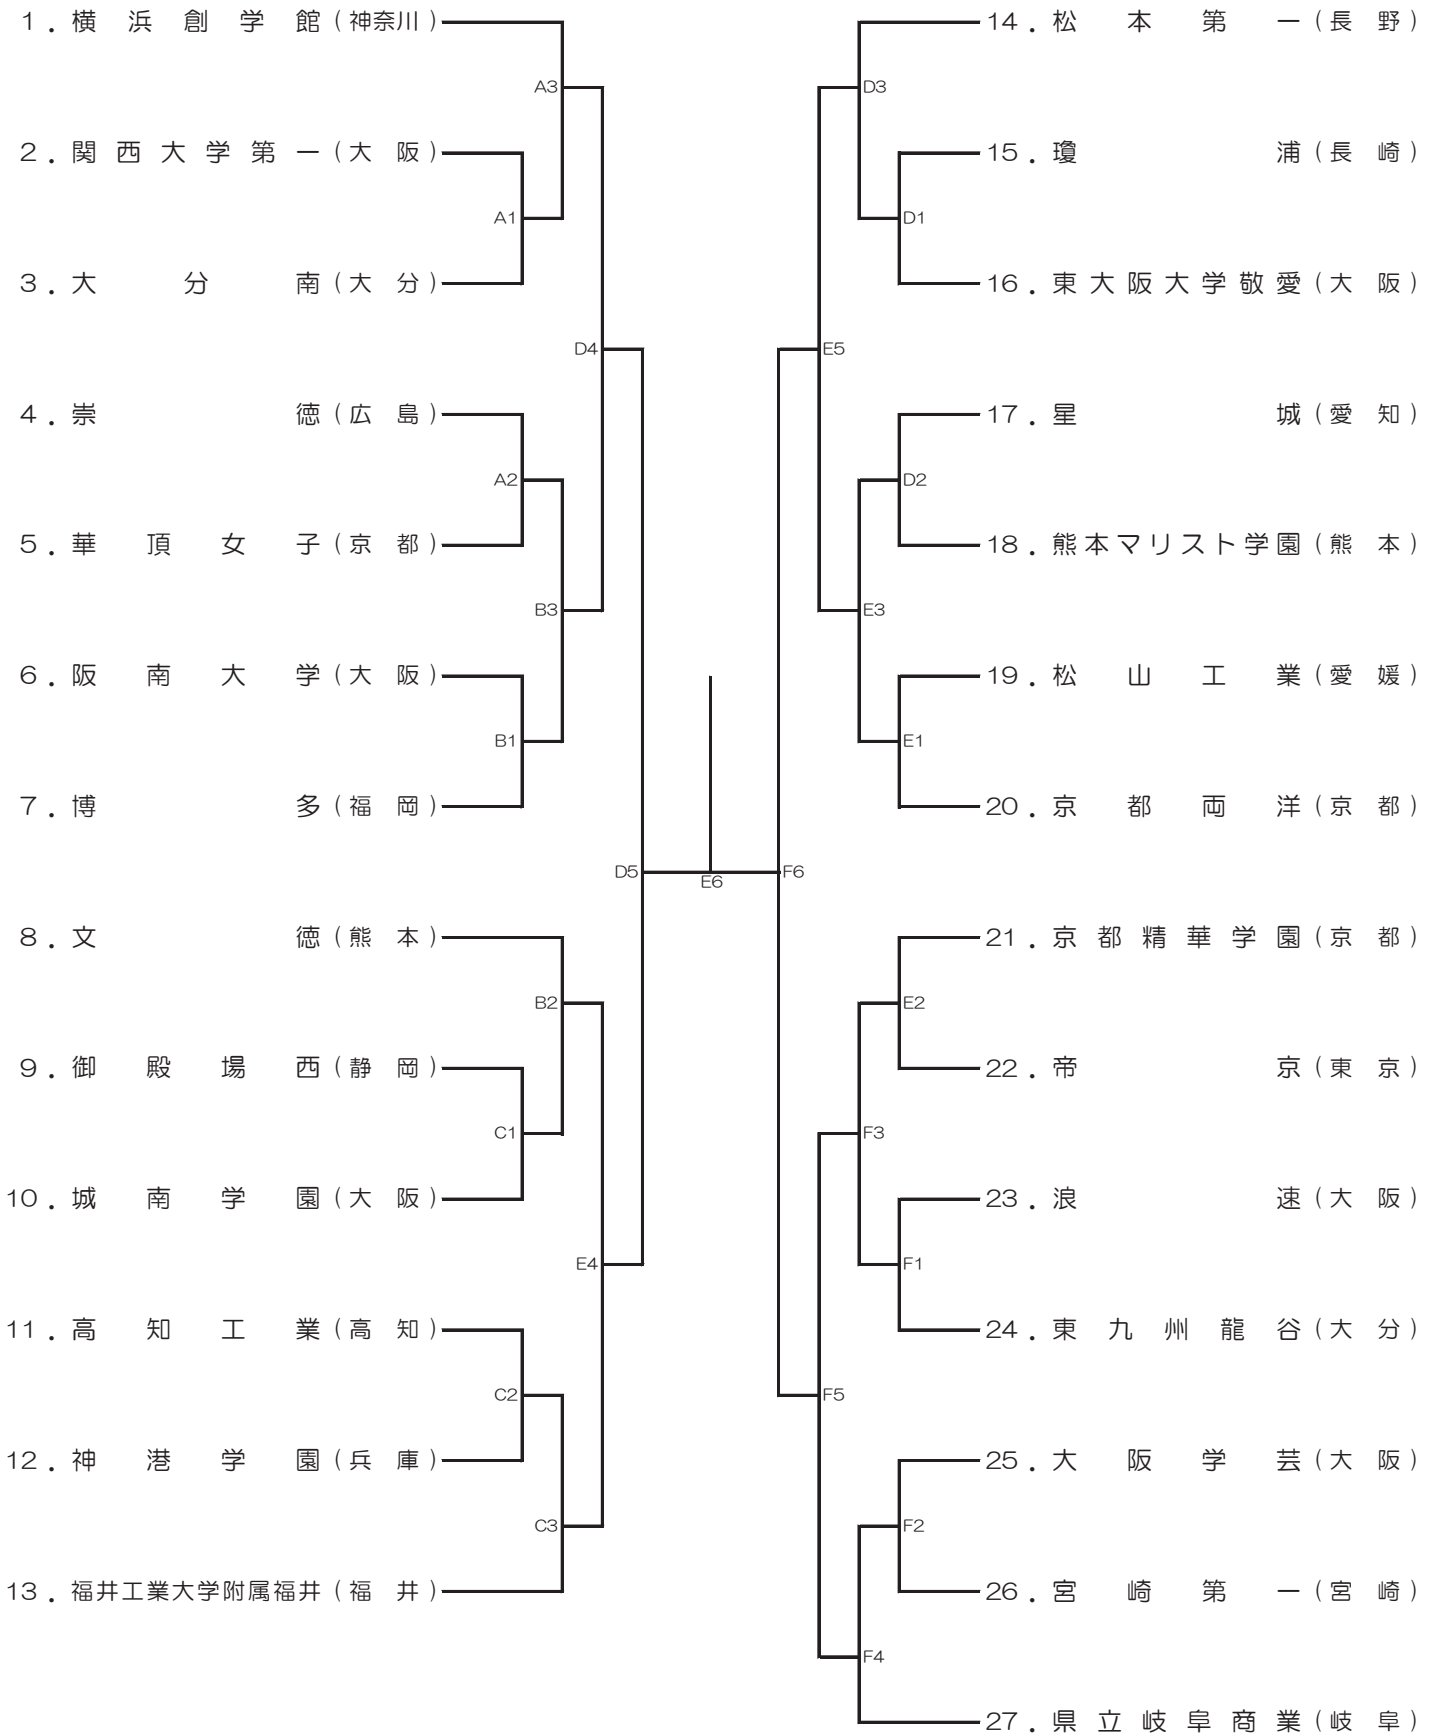 1．横浜創学館（神奈川）
A3
2．関西大学第一（大阪）
A1
3．大分南（大分）
D4
4．崇徳（広島）
A2
5．華頂女子（京都）
B3
6．阪南大学（大阪）
B1
7．博多（福岡）
D5
8．文徳（熊本）
B2
9．御殿場西（静岡）
C1
10．城南学園（大阪）
E4
11．高知工業（高知）
C2
12．神港学園（兵庫）
C3
13．福井工業大学附属福井（福井）
E6
14．松本第一（長野）
D3
15．瓊浦（長崎）
D1
16．東大阪大学敬愛（大阪）
E5
17．星城（愛知）
D2
18．熊本マリスト学園（熊本）
E3
19．松山工業（愛媛）
E1
20．京都両洋（京都）
F6
21．京都精華学園（京都）
E2
22．帝京（東京）
F3
23．浪速（大阪）
F1
24．東九州龍谷（大分）
F5
25．大阪学芸（大阪）
F2
26．宮崎第一（宮崎）
F4
27．県立岐阜商業（岐阜）